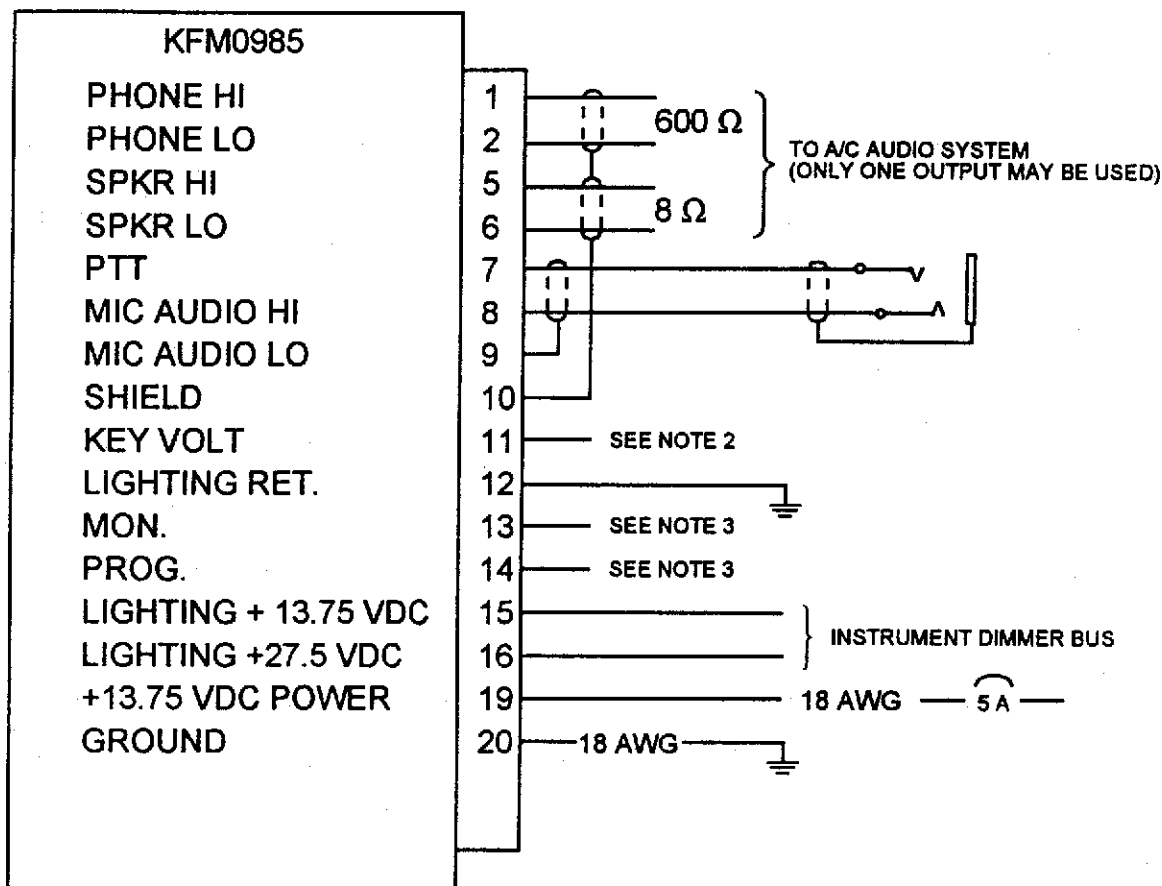 KFM0985
PHONE HI 1
PHONE LO 2
600 Ω
SPKR HI 5
SPKR LO 6
8 Ω
TO A/C AUDIO SYSTEM
(ONLY ONE OUTPUT MAY BE USED)
PTT 7
MIC AUDIO HI 8
MIC AUDIO LO 9
SHIELD 10
KEY VOLT 11 SEE NOTE 2
LIGHTING RET. 12
MON. 13 SEE NOTE 3
PROG. 14 SEE NOTE 3
LIGHTING + 13.75 VDC 15
LIGHTING +27.5 VDC 16
INSTRUMENT DIMMER BUS
+13.75 VDC POWER 19 18 AWG 5 A
GROUND 20 18 AWG